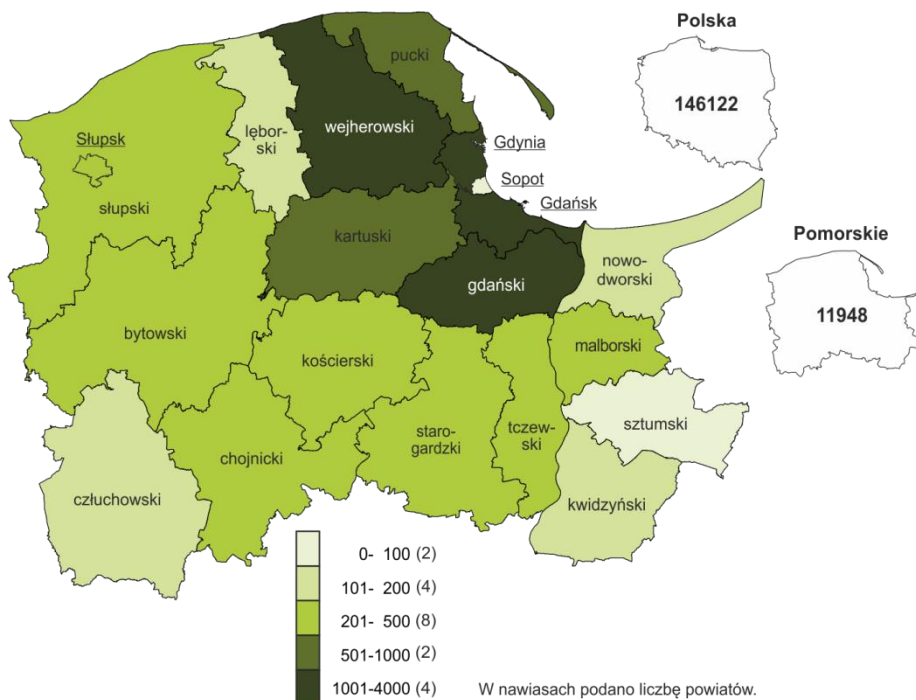 Polska
146122
pucki
wejherowski
lębor-
ski
Gdynia
Sopot
Gdańsk
Słupsk
słupski
kartuski
gdański
nowo-
dworski
Pomorskie
11948
bytowski
kościerski
malborski
staro-
gardzki
tczew-
ski
sztumski
chojnicki
człuchowski
kwidzyński
0- 100 (2)
101- 200 (4)
201- 500 (8)
501-1000 (2)
1001-4000 (4)
W nawiasach podano liczbę powiatów.